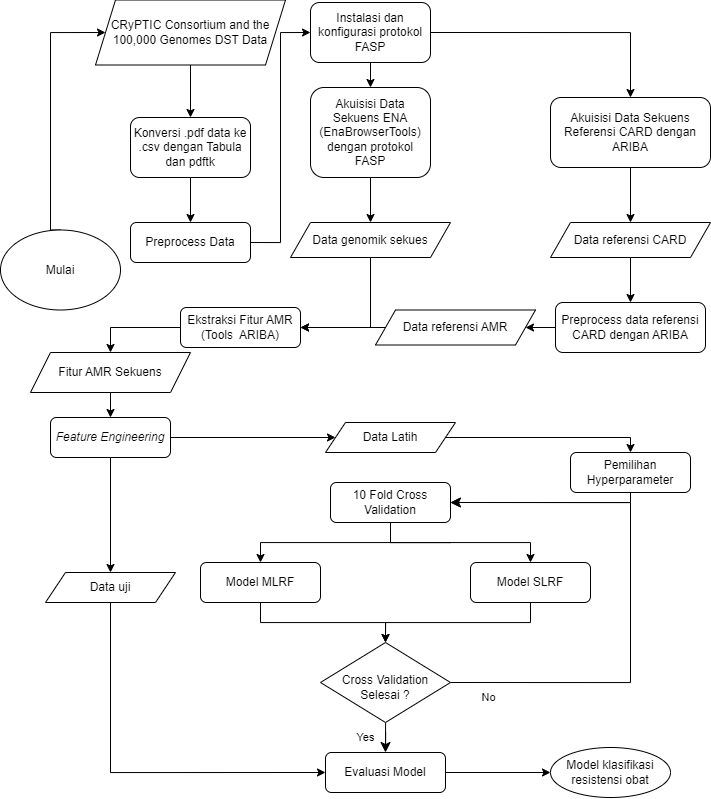 CRyPTIC Consortium and the
100,000 Genomes DST Data
Instalasi dan
konfigurasi protokol
FASP
Konversi .pdf data ke
.csv dengan Tabula
dan pdftk
Akuisisi Data
Sekuens ENA
(EnaBrowserTools)
dengan protokol
FASP
Akuisisi Data Sekuens
Referensi CARD dengan
ARIBA
Mulai
Preprocess Data
Data genomik sekues
Data referensi CARD
Ekstraksi Fitur AMR
(Tools ARIBA)
Data referensi AMR
Preprocess data referensi
CARD dengan ARIBA
Fitur AMR Sekuens
Feature Engineering
Data Latih
Pemilihan
Hyperparameter
10 Fold Cross
Validation
Data uji
Model MLRF
Model SLRF
Cross Validation
Selesai ?
No
Yes
Evaluasi Model
Model klasifikasi
resistensi obat